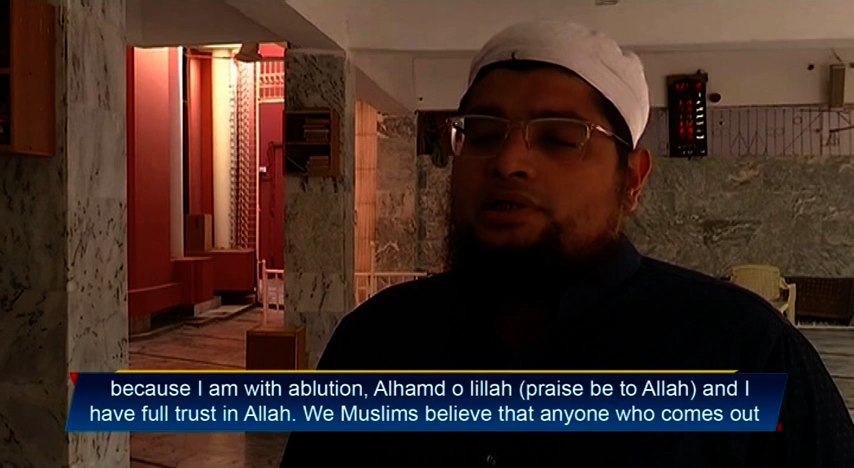 because I am with ablution, Alhamd o lillah (praise be to Allah) and I
have full trust in Allah. We Muslims believe that anyone who comes out